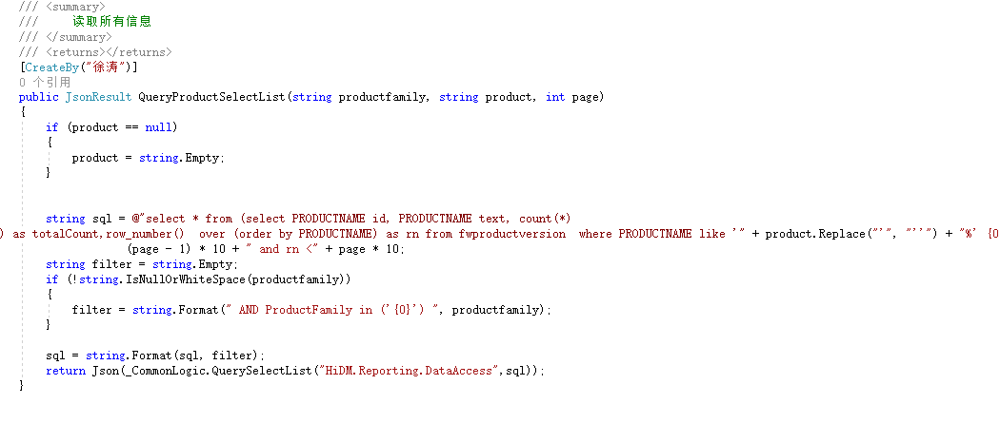 /// <summary>
///     读取所有信息
/// </summary>
/// <returns></returns>
[CreateBy("徐涛")]
0 个引用
public JsonResult QueryProductSelectList(string productfamily, string product, int page)
{
    if (product == null)
    {
        product = string.Empty;
    }
    string sql = @"select * from (select PRODUCTNAME id, PRODUCTNAME text, count(*)
) as totalCount,row_number()  over (order by PRODUCTNAME) as rn from fwproductversion  where PRODUCTNAME like '" + product.Replace("'", "''") + "%' {0
                (page - 1) * 10 + " and rn <" + page * 10;
    string filter = string.Empty;
    if (!string.IsNullOrWhiteSpace(productfamily))
    {
        filter = string.Format(" AND ProductFamily in ('{0}') ", productfamily);
    }
    sql = string.Format(sql, filter);
    return Json(_CommonLogic.QuerySelectList("HiDM.Reporting.DataAccess",sql));
}